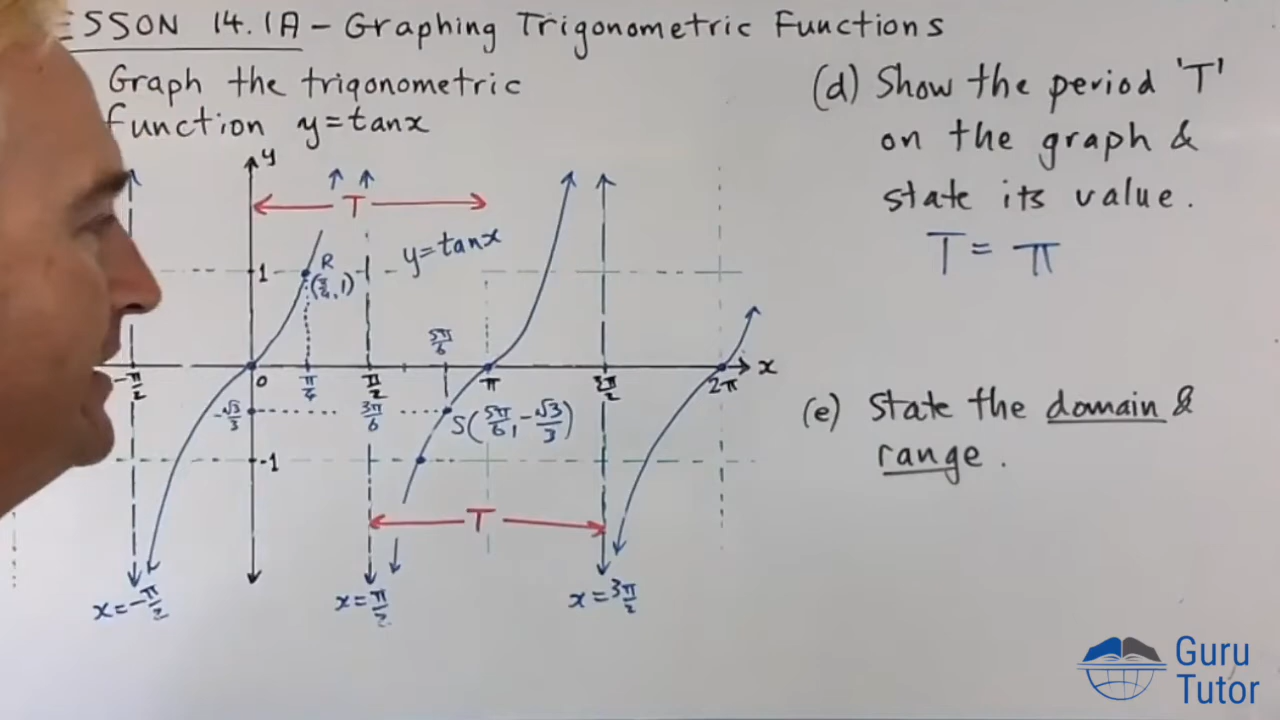 ESSON 14.1A - Graphing Trigonometric Functions
Graph the trigonometric
function y=tanx
(d) Show the period 'T'
on the graph &
state its value.
T = π
(e) State the domain &
range.
y
T
y=tanx
1
R
(π/4, 1)
5π/6
-π/2
0
π/4
π/2
π
3π/2
2π
x
-√3/3
3π/6
S(5π/6, -√3/3)
-1
T
x=-π/2
x=π/2
x=3π/2
Guru
Tutor